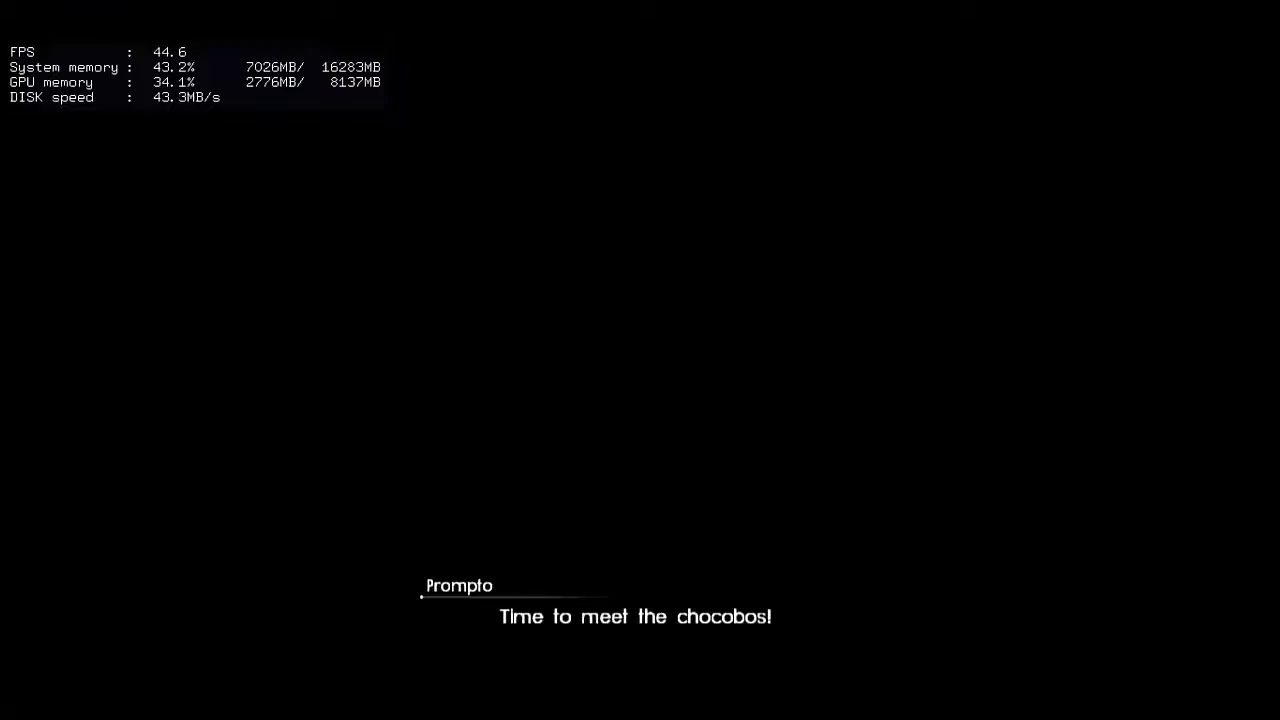 FPS : 44.6
System memory : 43.2% 7026MB/ 16283MB
GPU memory : 34.1% 2776MB/ 8137MB
DISK speed : 43.3MB/s
Prompto
Time to meet the chocobos!